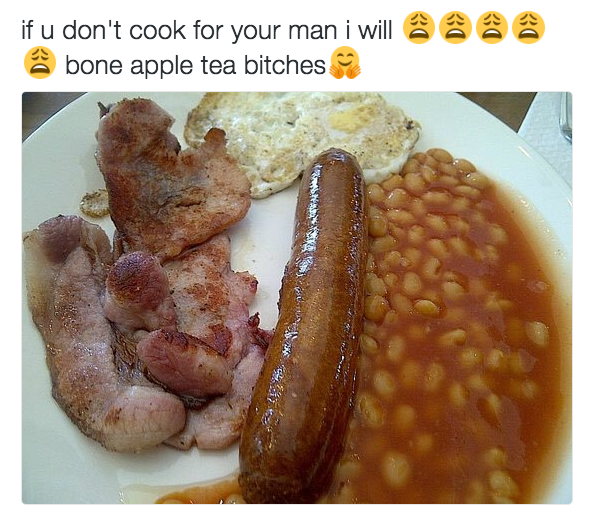 if u don't cook for your man i will 😩😩😩😩
😩 bone apple tea bitches🤗